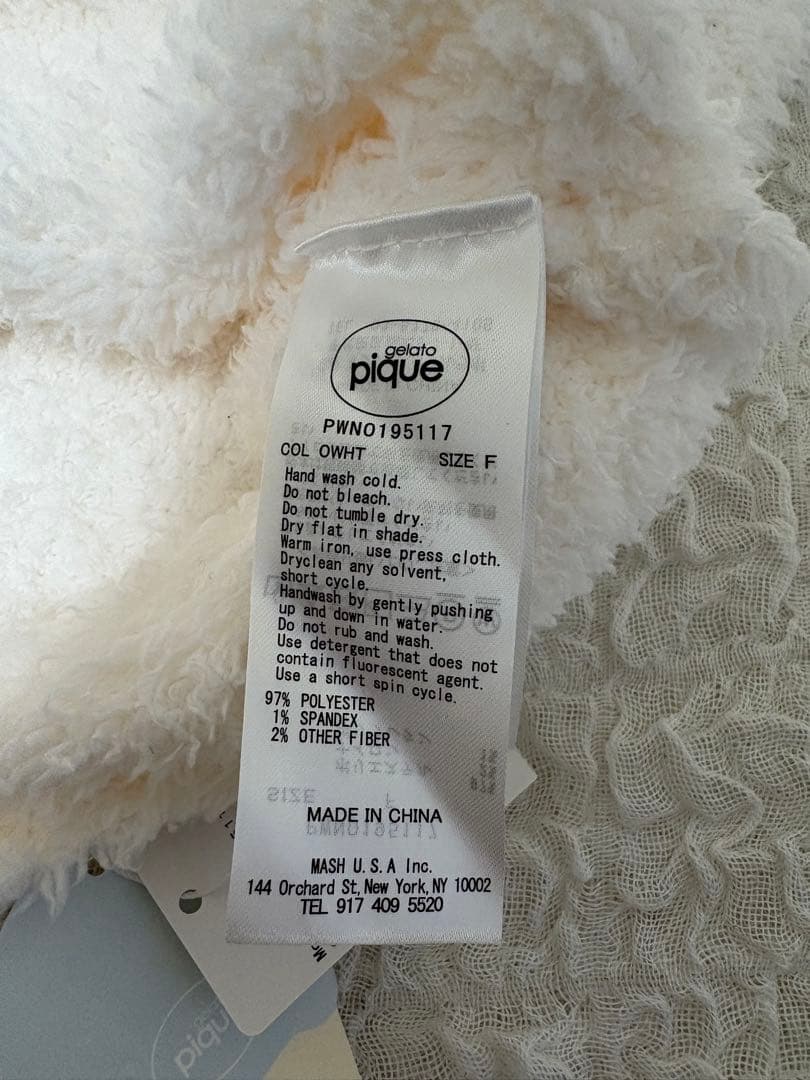 gelato
pique
PWNO195117
COL OWHT SIZE F
Hand wash cold.
Do not bleach.
Do not tumble dry.
Dry flat in shade.
Warm iron, use press cloth.
Dryclean any solvent,
short cycle.
Handwash by gently pushing
up and down in water.
Do not rub and wash.
Use detergent that does not
contain fluorescent agent.
Use a short spin cycle.
97% POLYESTER
1% SPANDEX
2% OTHER FIBER
SIZE F
MADE IN CHINA
PWNO195117
MASH U.S.A Inc.
144 Orchard St, New York, NY 10002
TEL 917 409 5520
pique